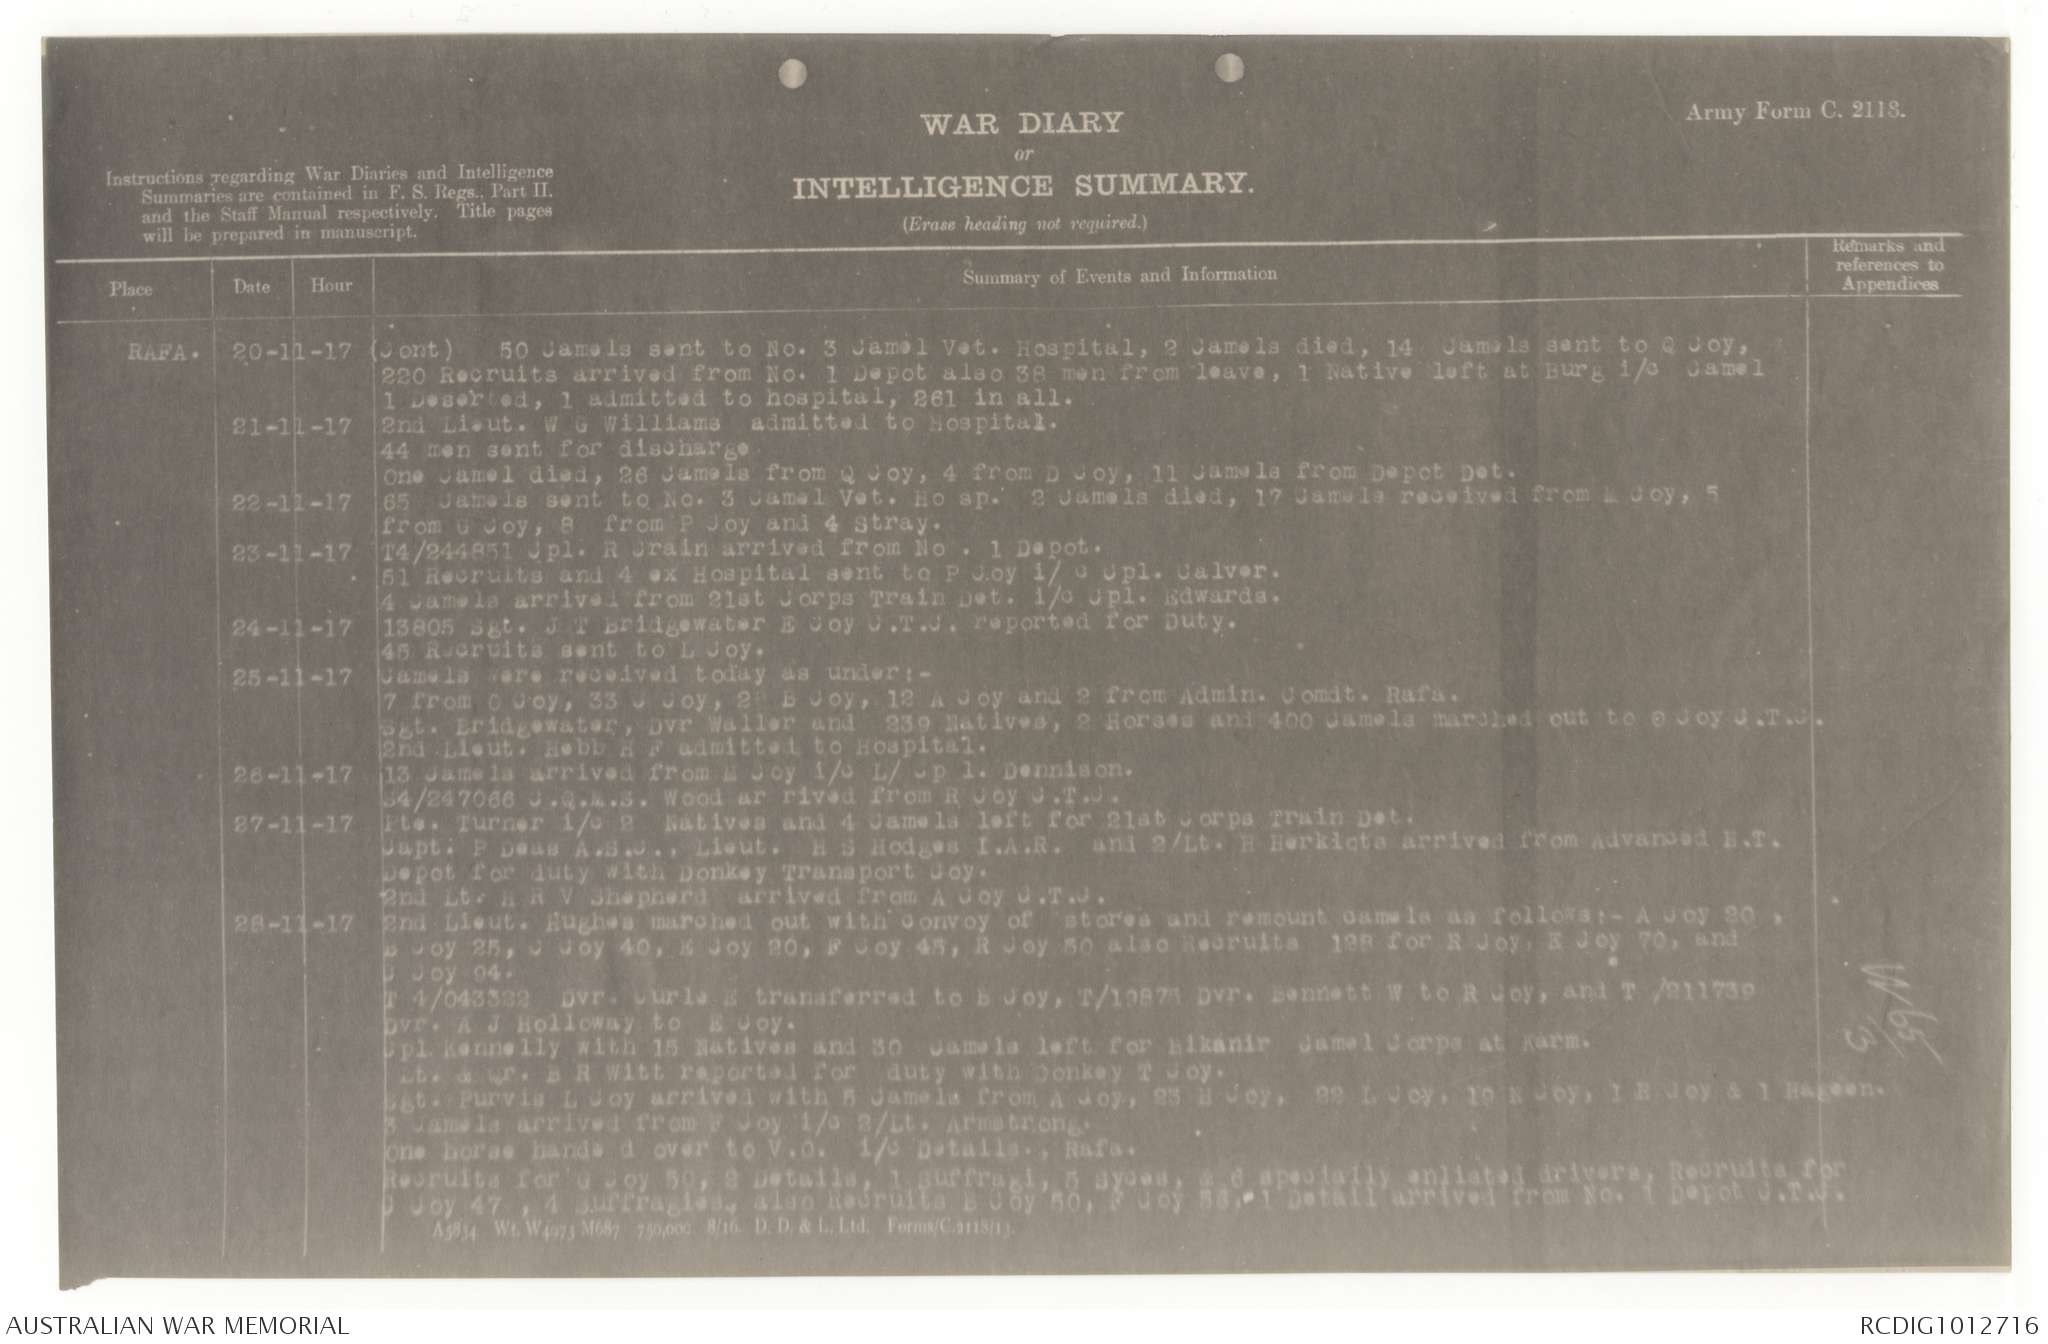 Army Form C. 2118.
WAR DIARY
or
INTELLIGENCE SUMMARY.
(Erase heading not required.)
Instructions regarding War Diaries and Intelligence
Summaries are contained in F. S. Regs., Part II.
and the Staff Manual respectively. Title pages
will be prepared in manuscript.
Place Date Hour Summary of Events and Information Remarks and references to Appendices
RAFA. 20-11-17 (Cont) 50 Camels sent to No. 3 Camel Vet. Hospital, 2 Camels died, 14 Camels sent to Q Coy,
220 Recruits arrived from No. 1 Depot also 38 men from leave, 1 Native left at Burg i/c Camel
1 Deserted, 1 admitted to hospital, 261 in all.
21-11-17 2nd Lieut. W G Williams admitted to Hospital.
44 men sent for discharge
One Camel died, 26 Camels from Q Coy, 4 from D Coy, 11 Camels from Depot Det.
22-11-17 65 Camels sent to No. 3 Camel Vet. Ho sp. 2 Camels died, 17 Camels received from M Coy, 5
from G Coy, 8 from P Coy and 4 Stray.
23-11-17 T4/244851 Cpl. R Crain arrived from No . 1 Depot.
51 Recruits and 4 ex Hospital sent to P Coy i/ c Cpl. Calver.
4 Camels arrived from 21st Corps Train Det. i/c Cpl. Edwards.
24-11-17 13805 Sgt. J T Bridgewater E Coy C.T.C. reported for Duty.
45 Recruits sent to L Coy.
25-11-17 Camels were received today as under:-
7 from O Coy, 33 C Coy, 28 B Coy, 12 A Coy and 2 from Admin. Comdt. Rafa.
Sgt. Bridgewater, Dvr Waller and 239 Natives, 2 Horses and 400 Camels marched out to Coy C.T.C.
2nd Lieut. Hebb H F admitted to Hospital.
26-11-17 13 Camels arrived from M Coy i/c L/ Cp l. Dennison.
S4/247066 C.Q.M.S. Wood ar rived from R Coy C.T.C.
27-11-17 Pte. Turner i/c 2 Natives and 4 Camels left for 21st Corps Train Det.
Capt. P Deas A.S.C., Lieut. H S Hodges I.A.R. and 2/Lt. H Herkicts arrived from Advanced H.T.
Depot for duty with Donkey Transport Coy.
2nd Lt. H R V Shepherd arrived from A Coy C.T.C.
28-11-17 2nd Lieut. Hughes marched out with Convoy of stores and remount camels as follows:- A Coy 20 ,
B Coy 25, C Coy 40, E Coy 20, F Coy 45, R Coy 50 also Recruits 128 for R Coy, K Coy 70, and
C Coy 94.
T 4/043322 Dvr. Curle E transferred to B Coy, T/19875 Dvr. Bennett W to R Coy, and T /211739
Dvr. A J Holloway to E Coy.
Cpl Kennelly with 15 Natives and 30 Camels left for Bikanir Camel Corps at Karm.
Lt. & Qr. B R Witt reported for duty with Donkey T Coy.
Sgt. Purvis L Coy arrived with 5 Camels from A Coy, 23 H Coy, 22 L Coy, 19 N Coy, 1 R Coy & 1 Hageen.
3 Camels arrived from F Coy i/c 2/Lt. Armstrong.
One horse hande d over to V.O. i/c Details., Rafa.
Recruits for G Coy 50, 2 Details, 1 Suffragi, 5 Syces, & 6 specially enlisted drivers, Recruits for
C Coy 47 , 4 Suffragies, also Recruits E Coy 50, F Coy 56, 1 Detail arrived from No. 1 Depot C.T.C.
A5834 Wt. W4973 M687 750,000 8/16. D. D. & L. Ltd. Forms/C.2118/13.
AUSTRALIAN WAR MEMORIAL
RCDIG1012716